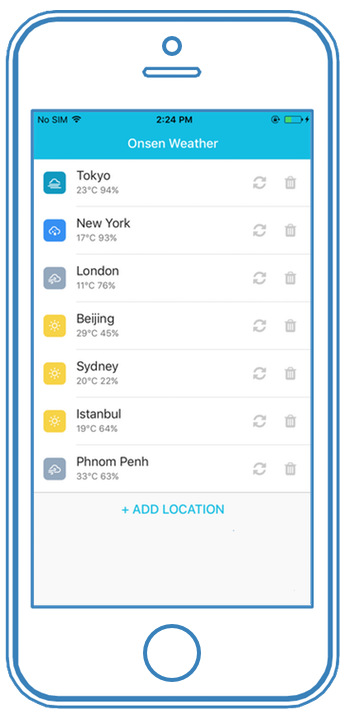 No SIM 2:24 PM
Onsen Weather
Tokyo
23°C 94%
New York
17°C 93%
London
11°C 76%
Beijing
29°C 45%
Sydney
20°C 22%
Istanbul
19°C 64%
Phnom Penh
33°C 63%
+ ADD LOCATION